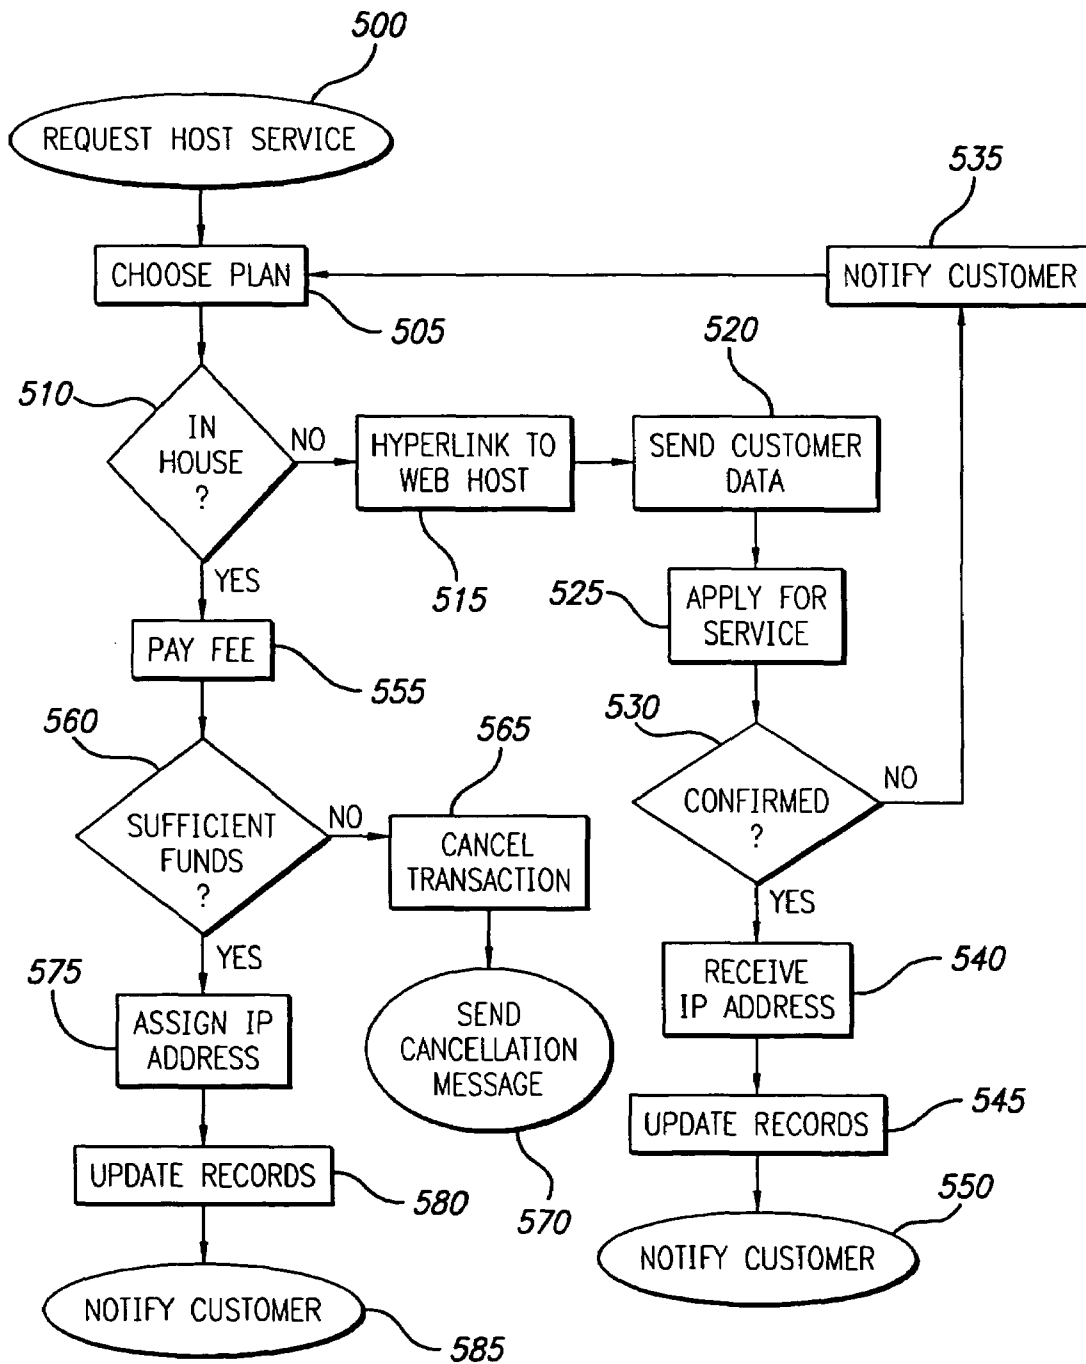 500
REQUEST HOST SERVICE
535
NOTIFY CUSTOMER
CHOOSE PLAN
505
520
510
IN
HOUSE
?
NO
HYPERLINK TO
WEB HOST
SEND CUSTOMER
DATA
YES
515
525
APPLY FOR
SERVICE
PAY FEE
555
560
565
530
SUFFICIENT
FUNDS
?
NO
CANCEL
TRANSACTION
CONFIRMED
?
NO
YES
YES
575
ASSIGN IP
ADDRESS
SEND
CANCELLATION
MESSAGE
RECEIVE
IP ADDRESS
540
UPDATE RECORDS
545
UPDATE RECORDS
580
570
550
NOTIFY CUSTOMER
NOTIFY CUSTOMER
585